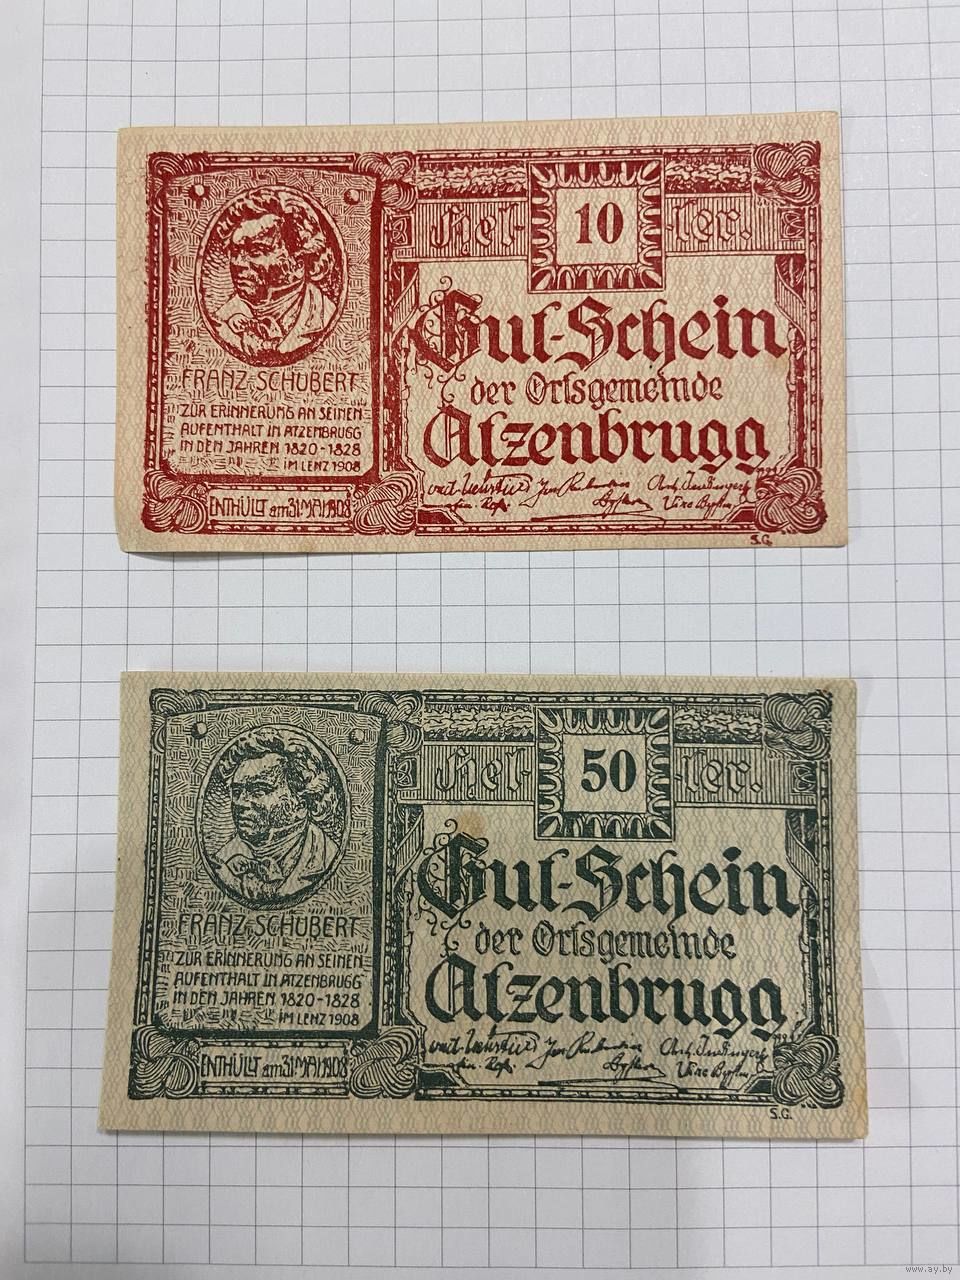 Hel- 10 -ler.
FRANZ SCHUBERT
ZUR ERINNERUNG AN SEINEN
AUFENTHALT IN ATZENBRUGG
IN DEN JAHREN 1820-1828
IM LENZ 1908
ENTHÜLLT am 31.MAI 1908
Gut-Schein
der Ortsgemeinde
Atzenbrugg
S.G.
Hel- 50 -ler.
FRANZ SCHUBERT
ZUR ERINNERUNG AN SEINEN
AUFENTHALT IN ATZENBRUGG
IN DEN JAHREN 1820-1828
IM LENZ 1908
ENTHÜLLT am 31.MAI 1908
Gut-Schein
der Ortsgemeinde
Atzenbrugg
S.G.
www.ay.by